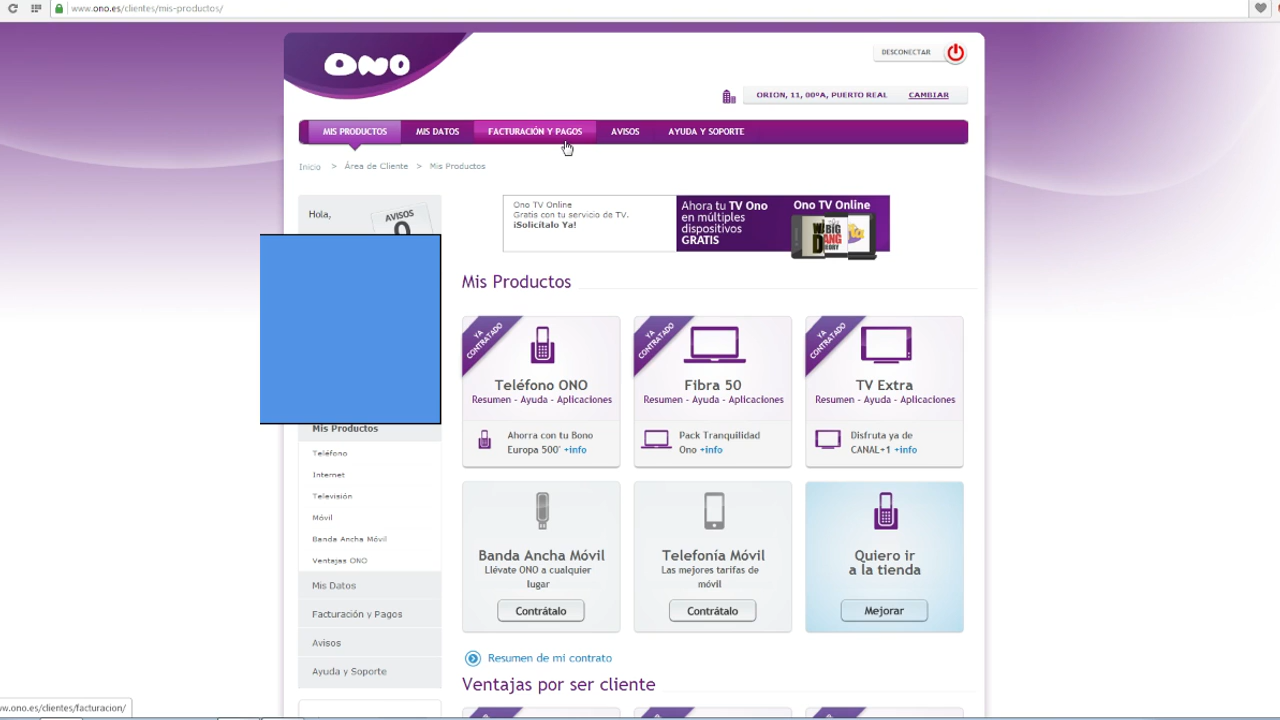 www.ono.es/clientes/mis-productos/
ONO
DESCONECTAR
ORION, 11, 00ºA, PUERTO REAL CAMBIAR
MIS PRODUCTOS MIS DATOS FACTURACIÓN Y PAGOS AVISOS AYUDA Y SOPORTE
Inicio > Área de Cliente > Mis Productos
Hola,
AVISOS
0
Ono TV Online
Gratis con tu servicio de TV.
¡Solicítalo Ya!
Ahora tu TV Ono
en múltiples
dispositivos
GRATIS
Ono TV Online
BIG
BANG
Mis Productos
YA
CONTRATADO
Teléfono ONO
Resumen - Ayuda - Aplicaciones
Ahorra con tu Bono
Europa 500' +info
YA
CONTRATADO
Fibra 50
Resumen - Ayuda - Aplicaciones
Pack Tranquilidad
Ono +info
YA
CONTRATADO
TV Extra
Resumen - Ayuda - Aplicaciones
Disfruta ya de
CANAL+1 +info
Mis Productos
Teléfono
Internet
Televisión
Móvil
Banda Ancha Móvil
Ventajas ONO
Mis Datos
Facturación y Pagos
Avisos
Ayuda y Soporte
Banda Ancha Móvil
Llévate ONO a cualquier
lugar
Contrátalo
Telefonía Móvil
Las mejores tarifas de
móvil
Contrátalo
Quiero ir
a la tienda
Mejorar
Resumen de mi contrato
Ventajas por ser cliente
ww.ono.es/clientes/facturacion/